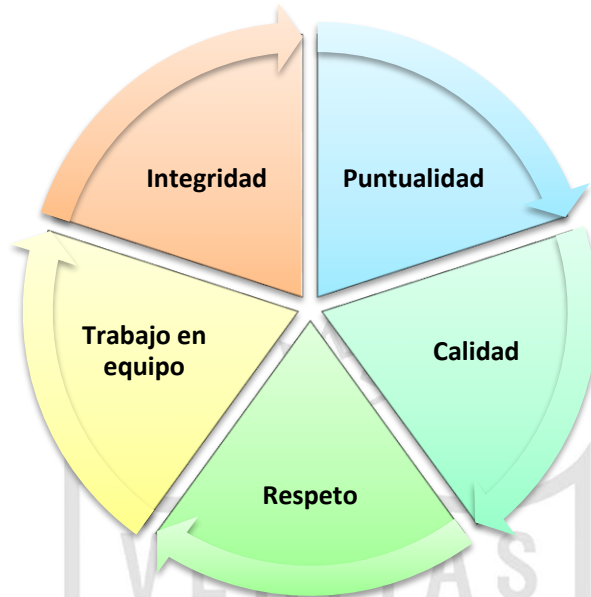 Integridad
Puntualidad
Calidad
Respeto
Trabajo en
equipo